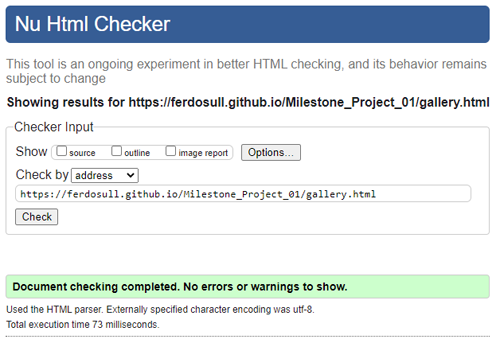 Nu Html Checker
This tool is an ongoing experiment in better HTML checking, and its behavior remains
subject to change
Showing results for https://ferdosull.github.io/Milestone_Project_01/gallery.html
Checker Input
Show source outline image report Options...
Check by address
https://ferdosull.github.io/Milestone_Project_01/gallery.html
Check
Document checking completed. No errors or warnings to show.
Used the HTML parser. Externally specified character encoding was utf-8.
Total execution time 73 milliseconds.